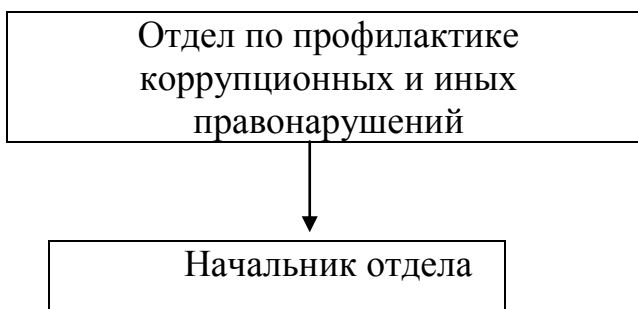 Отдел по профилактике
коррупционных и иных
правонарушений
Начальник отдела